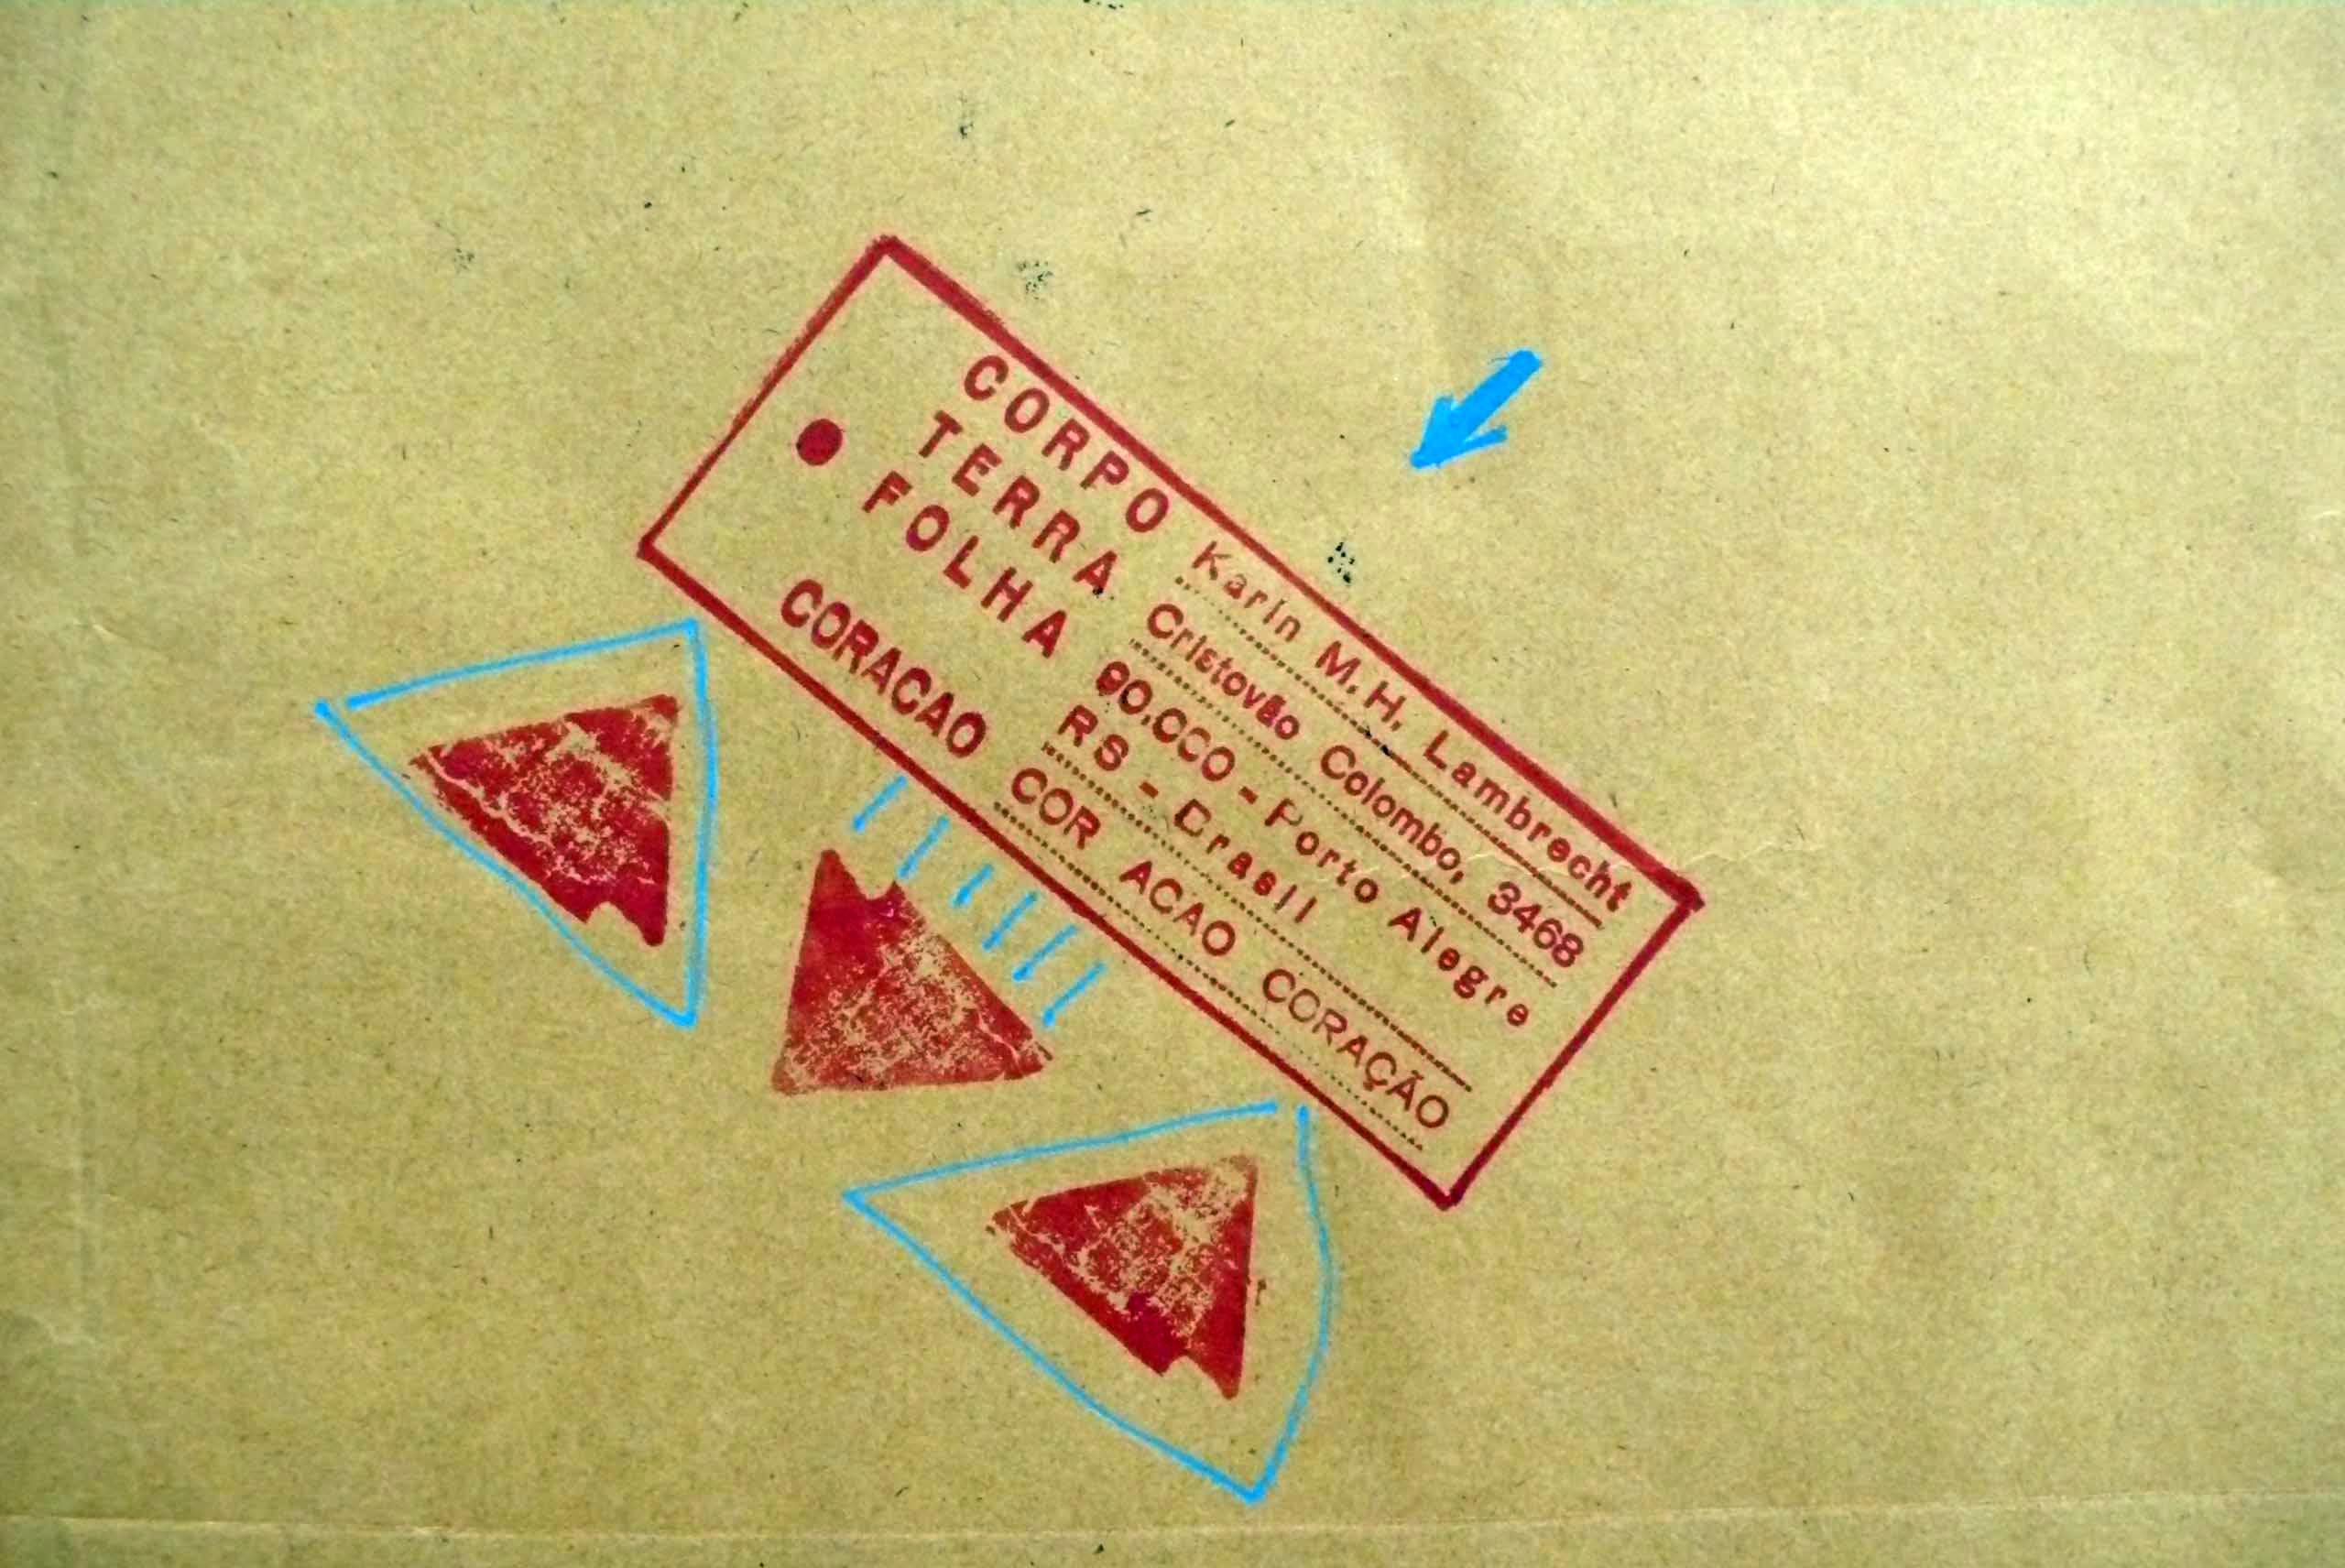 CORPO
TERRA
FOLHA
CORACAO
Karin M.H. Lambrecht
Cristovão Colombo, 3468
90.000 - Porto Alegre
RS - Brasil
COR ACAO CORAÇÃO